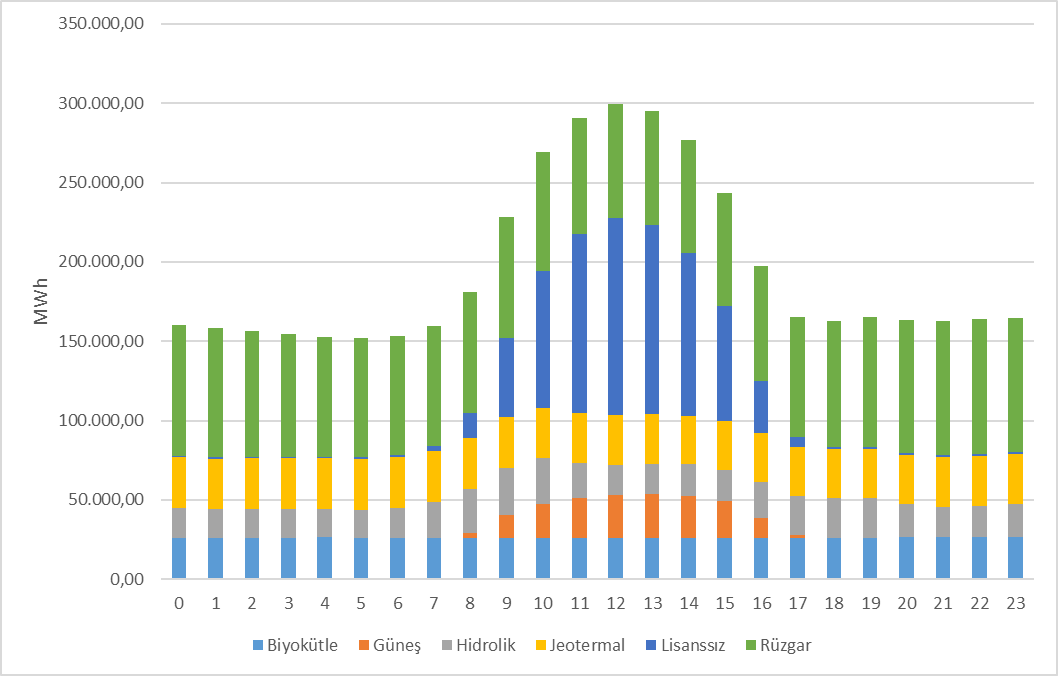 350.000,00
300.000,00
250.000,00
200.000,00
150.000,00
100.000,00
50.000,00
0,00
MWh
0 1 2 3 4 5 6 7 8 9 10 11 12 13 14 15 16 17 18 19 20 21 22 23
Biyokütle Güneş Hidrolik Jeotermal Lisanssız Rüzgar